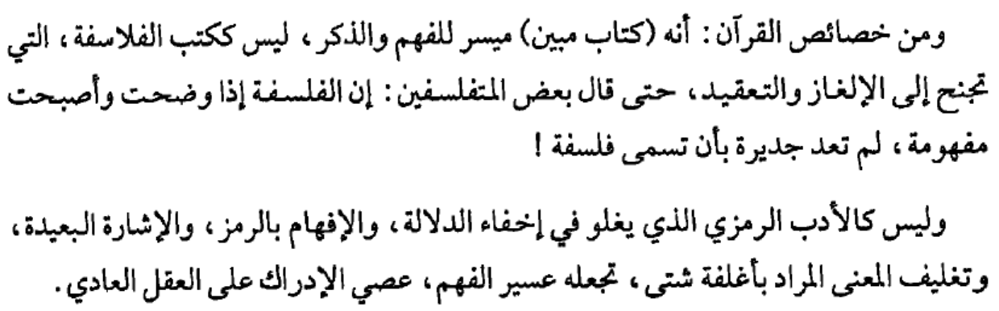 ومن خصائص القرآن : أنه (كتاب مبين) ميسر للفهم والذكر ، ليس ككتب الفلاسفة ، التي
تجنح إلى الإلغاز والتعقيد ، حتى قال بعض المتفلسفين : إن الفلسفة إذا وضحت وأصبحت
مفهومة ، لم تعد جديرة بأن تسمى فلسفة !
وليس كالأدب الرمزي الذي يغلو في إخفاء الدلالة ، والإفهام بالرمز ، والإشارة البعيدة ،
وتغليف المعنى المراد بأغلفة شتى ، تجعله عسير الفهم ، عصي الإدراك على العقل العادي .